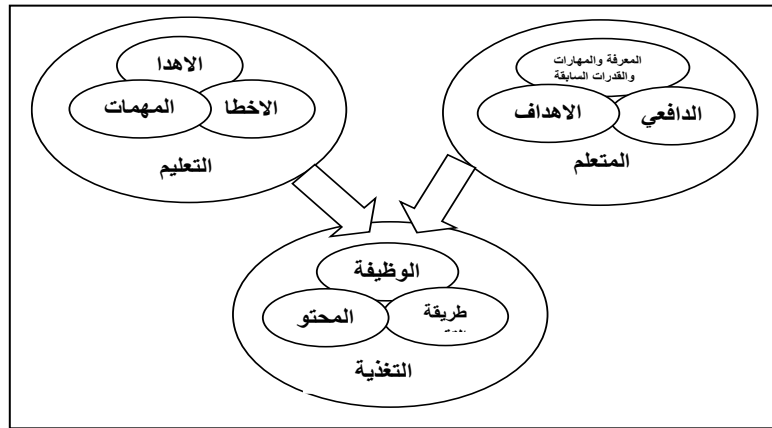 المعرفة والمهارات
والقدرات السابقة
الاهداف
الدافعي
المتعلم
الاهدا
المهمات
الاخطا
التعليم
الوظيفة
المحتو
طريقة
التغذية